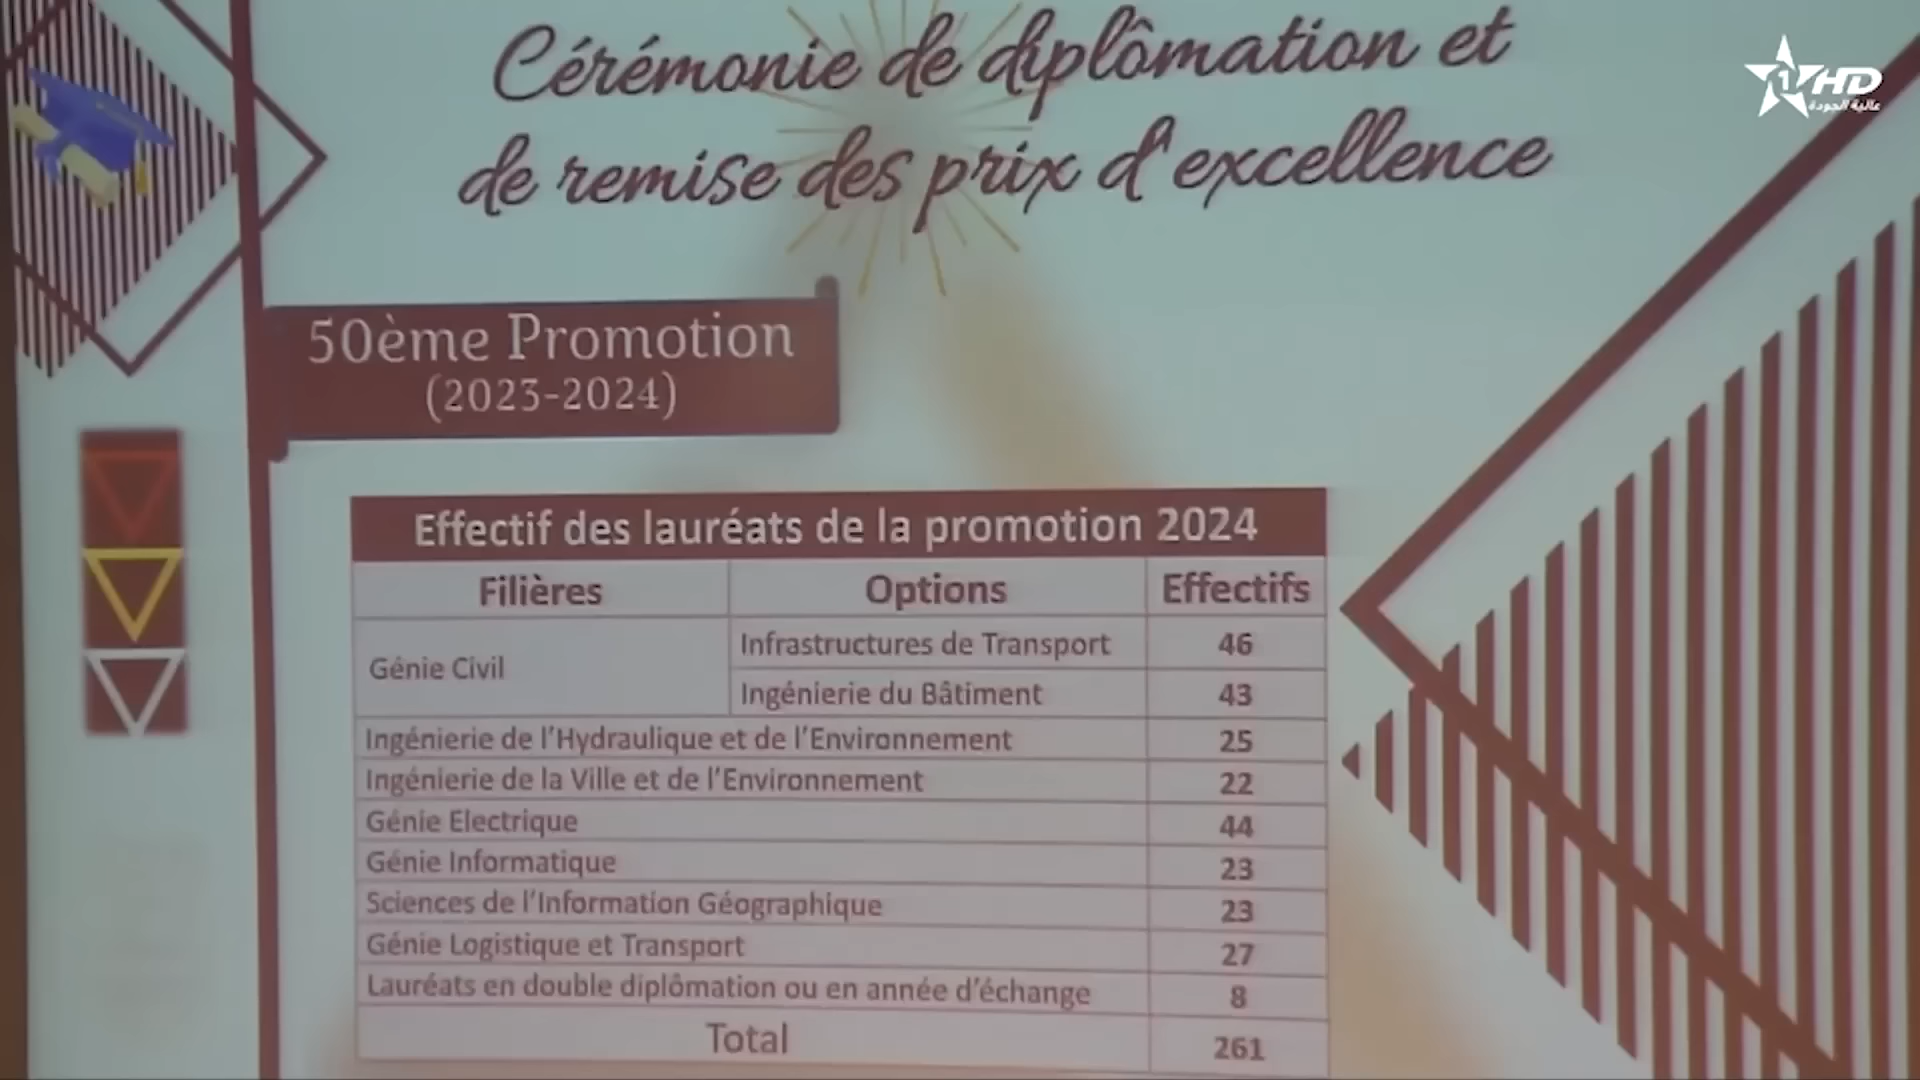 Cérémonie de diplômation et
de remise des prix d'excellence
1 HD
عالية الجودة
50ème Promotion
(2023-2024)
Effectif des lauréats de la promotion 2024
Filières Options Effectifs
Génie Civil Infrastructures de Transport 46
Ingénierie du Bâtiment 43
Ingénierie de l'Hydraulique et de l'Environnement 25
Ingénierie de la Ville et de l'Environnement 22
Génie Electrique 44
Génie Informatique 23
Sciences de l'Information Géographique 23
Génie Logistique et Transport 27
Lauréats en double diplômation ou en année d'échange 8
Total 261